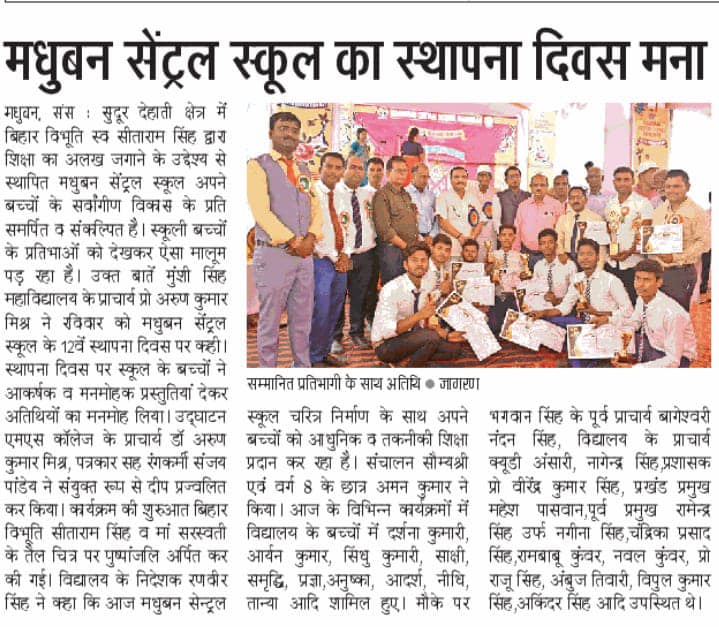 मधुबन सेंट्रल स्कूल का स्थापना दिवस मना
मधुबन, संस : सुदूर देहाती क्षेत्र में
बिहार विभूति स्व सीताराम सिंह द्वारा
शिक्षा का अलख जगाने के उद्देश्य से
स्थापित मधुबन सेंट्रल स्कूल अपने
बच्चों के सर्वांगीण विकास के प्रति
समर्पित व संकल्पित है। स्कूली बच्चों
के प्रतिभाओं को देखकर ऐसा मालूम
पड़ रहा है। उक्त बातें मुंशी सिंह
महाविद्यालय के प्राचार्य प्रो अरुण कुमार
मिश्र ने रविवार को मधुबन सेंट्रल
स्कूल के 12वें स्थापना दिवस पर कही।
स्थापना दिवस पर स्कूल के बच्चों ने
आकर्षक व मनमोहक प्रस्तुतियां देकर
अतिथियों का मनमोह लिया। उद्घाटन
एमएस कॉलेज के प्राचार्य डॉ अरुण
कुमार मिश्र, पत्रकार सह रंगकर्मी संजय
पांडेय ने संयुक्त रूप से दीप प्रज्वलित
कर किया। कार्यक्रम की शुरुआत बिहार
विभूति सीताराम सिंह व मां सरस्वती
के तैल चित्र पर पुष्पांजलि अर्पित कर
की गई। विद्यालय के निदेशक रणवीर
सिंह ने कहा कि आज मधुबन सेन्ट्रल
सम्मानित प्रतिभागी के साथ अतिथि ● जागरण
स्कूल चरित्र निर्माण के साथ अपने
बच्चों को आधुनिक व तकनीकी शिक्षा
प्रदान कर रहा है। संचालन सौम्यश्री
एवं वर्ग 8 के छात्र अमन कुमार ने
किया। आज के विभिन्न कार्यक्रमों में
विद्यालय के बच्चों में दर्शना कुमारी,
आर्यन कुमार, सिंधु कुमारी, साक्षी,
समृद्धि, प्रज्ञा,अनुष्का, आदर्श, नीधि,
तान्या आदि शामिल हुए। मौके पर
भगवान सिंह के पूर्व प्राचार्य बागेश्वरी
नंदन सिंह, विद्यालय के प्राचार्य
क्यूडी अंसारी, नागेन्द्र सिंह,प्रशासक
प्रो वीरेंद्र कुमार सिंह, प्रखंड प्रमुख
महेश पासवान,पूर्व प्रमुख रामेन्द्र
सिंह उर्फ नगीना सिंह,चंद्रिका प्रसाद
सिंह,रामबाबू कुंवर, नवल कुंवर, प्रो
राजू सिंह, अंबुज तिवारी, विपुल कुमार
सिंह,अकिंदर सिंह आदि उपस्थित थे।